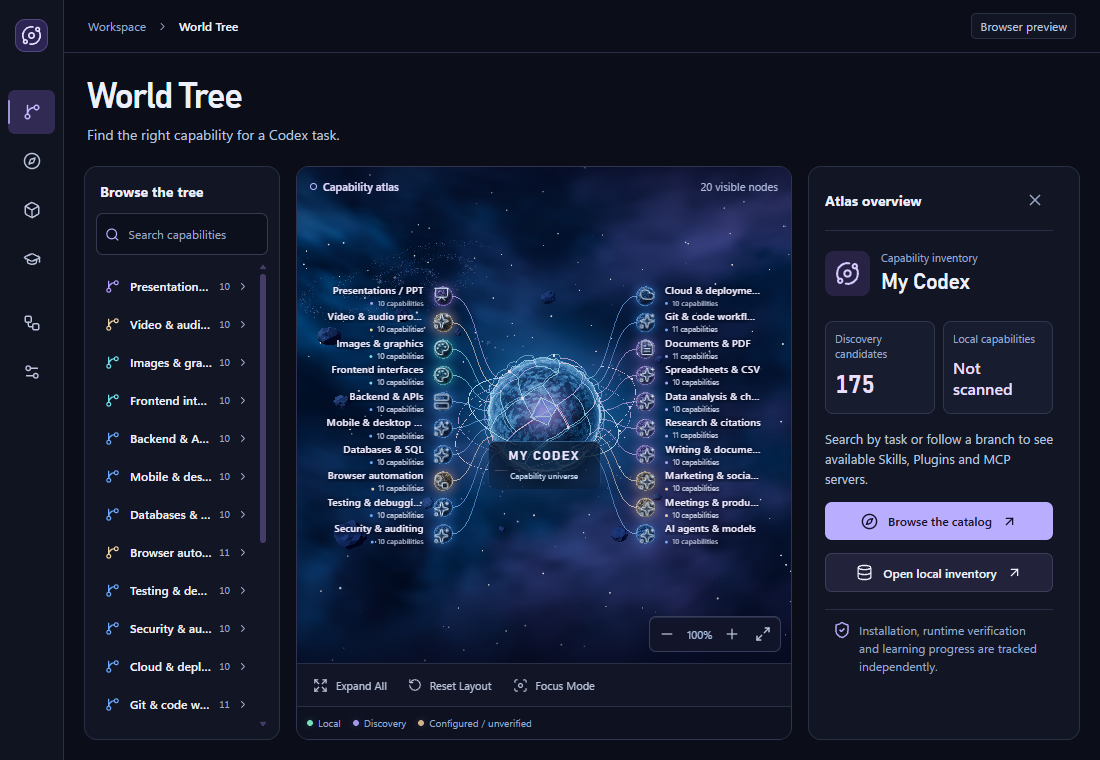 Workspace > World Tree
Browser preview
World Tree
Find the right capability for a Codex task.
Browse the tree
Search capabilities
Presentation... 10
Video & audi... 10
Images & gra... 10
Frontend int... 10
Backend & A... 10
Mobile & des... 10
Databases & ... 10
Browser auto... 11
Testing & de... 10
Security & au... 10
Cloud & depl... 10
Git & code w... 11
Capability atlas
20 visible nodes
Presentations / PPT
10 capabilities
Video & audio pro...
10 capabilities
Images & graphics
10 capabilities
Frontend interfaces
10 capabilities
Backend & APIs
10 capabilities
Mobile & desktop ...
10 capabilities
Databases & SQL
10 capabilities
Browser automation
11 capabilities
Testing & debuggi...
10 capabilities
Security & auditing
10 capabilities
MY CODEX
Capability universe
Cloud & deployme...
10 capabilities
Git & code workfl...
11 capabilities
Documents & PDF
11 capabilities
Spreadsheets & CSV
10 capabilities
Data analysis & ch...
10 capabilities
Research & citations
11 capabilities
Writing & docume...
10 capabilities
Marketing & socia...
10 capabilities
Meetings & produ...
10 capabilities
AI agents & models
10 capabilities
100%
Expand All
Reset Layout
Focus Mode
Local
Discovery
Configured / unverified
Atlas overview
Capability inventory
My Codex
Discovery
candidates
175
Local capabilities
Not
scanned
Search by task or follow a branch to see
available Skills, Plugins and MCP
servers.
Browse the catalog
Open local inventory
Installation, runtime verification
and learning progress are tracked
independently.